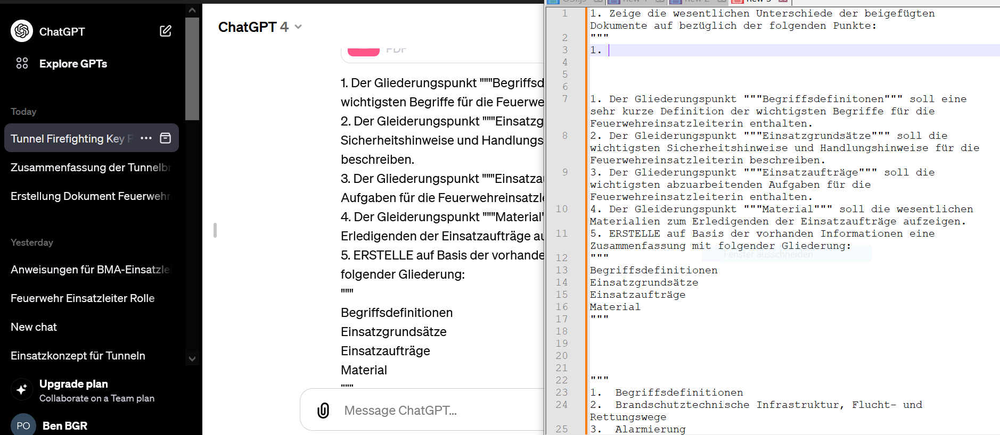 ChatGPT
Explore GPTs
Today
Tunnel Firefighting Key
Zusammenfassung der Tunnelbr
Erstellung Dokument Feuerwehr
Yesterday
Anweisungen für BMA-Einsatzlei
Feuerwehr Einsatzleiter Rolle
New chat
Einsatzkonzept für Tunneln
Upgrade plan
Collaborate on a Team plan
PO Ben BGR
ChatGPT 4
PDF
1. Der Gliederungspunkt """Begriffsd
wichtigsten Begriffe für die Feuerwe
2. Der Gleiderungspunkt """Einsatzg
Sicherheitshinweise und Handlungs
beschreiben.
3. Der Gliederungspunkt """Einsatza
Aufgaben für die Feuerwehreinsatzl
4. Der Gleiderungspunkt """Material"
Erledigenden der Einsatzaufträge au
5. ERSTELLE auf Basis der vorhande
folgender Gliederung:
"""
Begriffsdefinitionen
Einsatzgrundsätze
Einsatzaufträge
Material
"""
Message ChatGPT...
1 1. Zeige die wesentlichen Unterschiede der beigefügten
Dokumente auf bezüglich der folgenden Punkte:
2 """
3 1.
4
5
6
7 1. Der Gliederungspunkt """Begriffsdefinitonen""" soll eine
sehr kurze Definition der wichtigsten Begriffe für die
Feuerwehreinsatzleiterin enthalten.
8 2. Der Gleiderungspunkt """Einsatzgrundsätze""" soll die
wichtigsten Sicherheitshinweise und Handlungshinweise für die
Feuerwehreinsatzleiterin beschreiben.
9 3. Der Gliederungspunkt """Einsatzaufträge""" soll die
wichtigsten abzuarbeitenden Aufgaben für die
Feuerwehreinsatzleiterin enthalten.
10 4. Der Gleiderungspunkt """Material""" soll die wesentlichen
Materialien zum Erledigenden der Einsatzaufträge aufzeigen.
11 5. ERSTELLE auf Basis der vorhanden Informationen eine
Zusammenfassung mit folgender Gliederung:
Fenster ausschneiden
12 """
13 Begriffsdefinitionen
14 Einsatzgrundsätze
15 Einsatzaufträge
16 Material
17 """
18
19
20
21
22 """
23 1. Begriffsdefinitionen
24 2. Brandschutztechnische Infrastruktur, Flucht- und
Rettungswege
25 3. Alarmierung